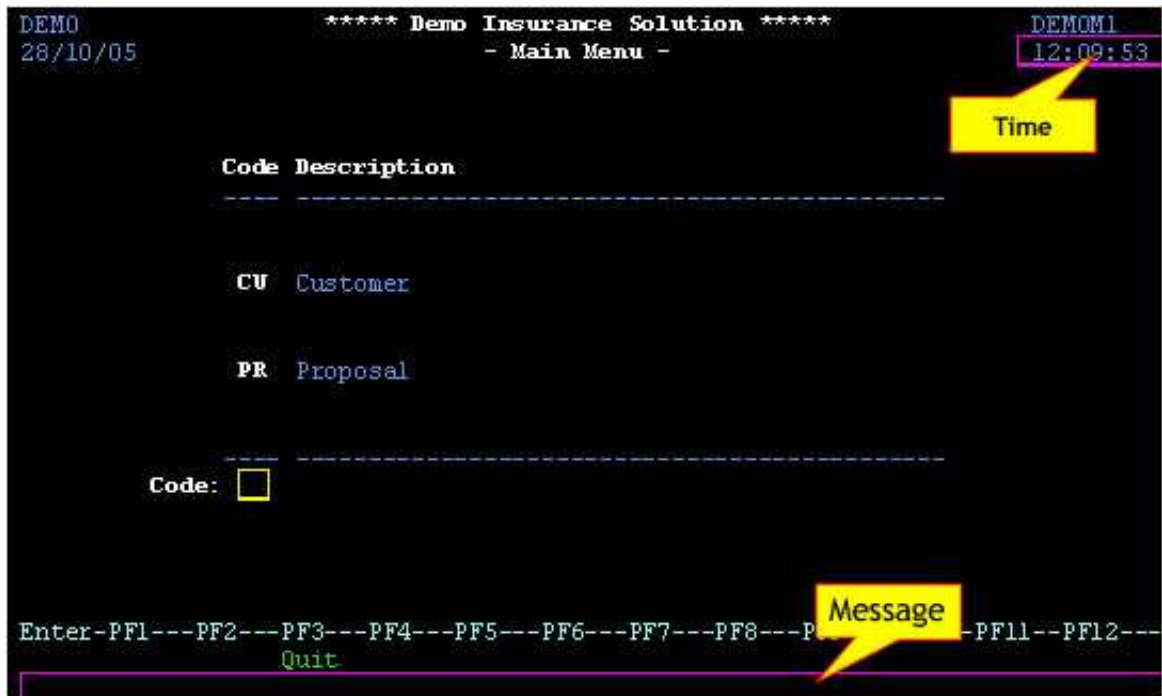 DEMO ***** Demo Insurance Solution ***** DEMOM1
28/10/05 - Main Menu - 12:09:53
Time
Code Description
---- ---------------------------------------------
CU Customer
PR Proposal
---- ---------------------------------------------
Code:
Message
Enter-PF1---PF2---PF3---PF4---PF5---PF6---PF7---PF8---P -PF11--PF12---
Quit